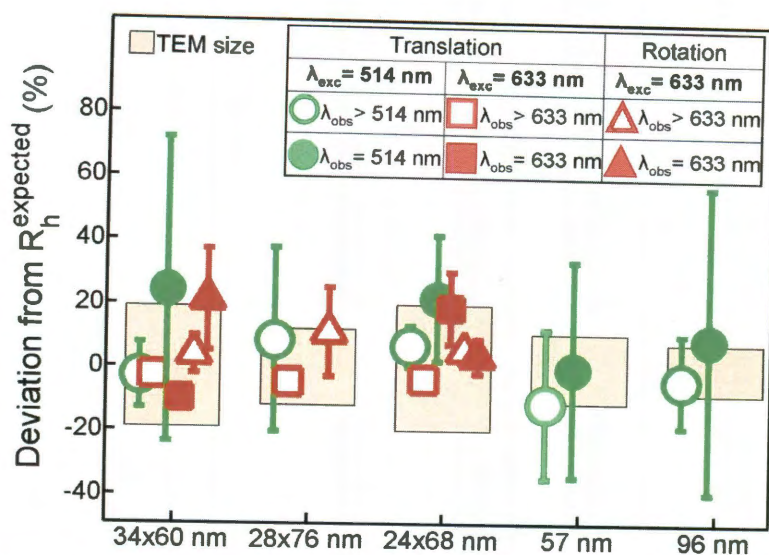 TEM size
Translation Rotation
λexc= 514 nm λexc= 633 nm λexc= 633 nm
λobs> 514 nm λobs> 633 nm λobs> 633 nm
λobs= 514 nm λobs= 633 nm λobs= 633 nm
Deviation from Rhexpected (%)
80
60
40
20
0
-20
-40
34x60 nm 28x76 nm 24x68 nm 57 nm 96 nm